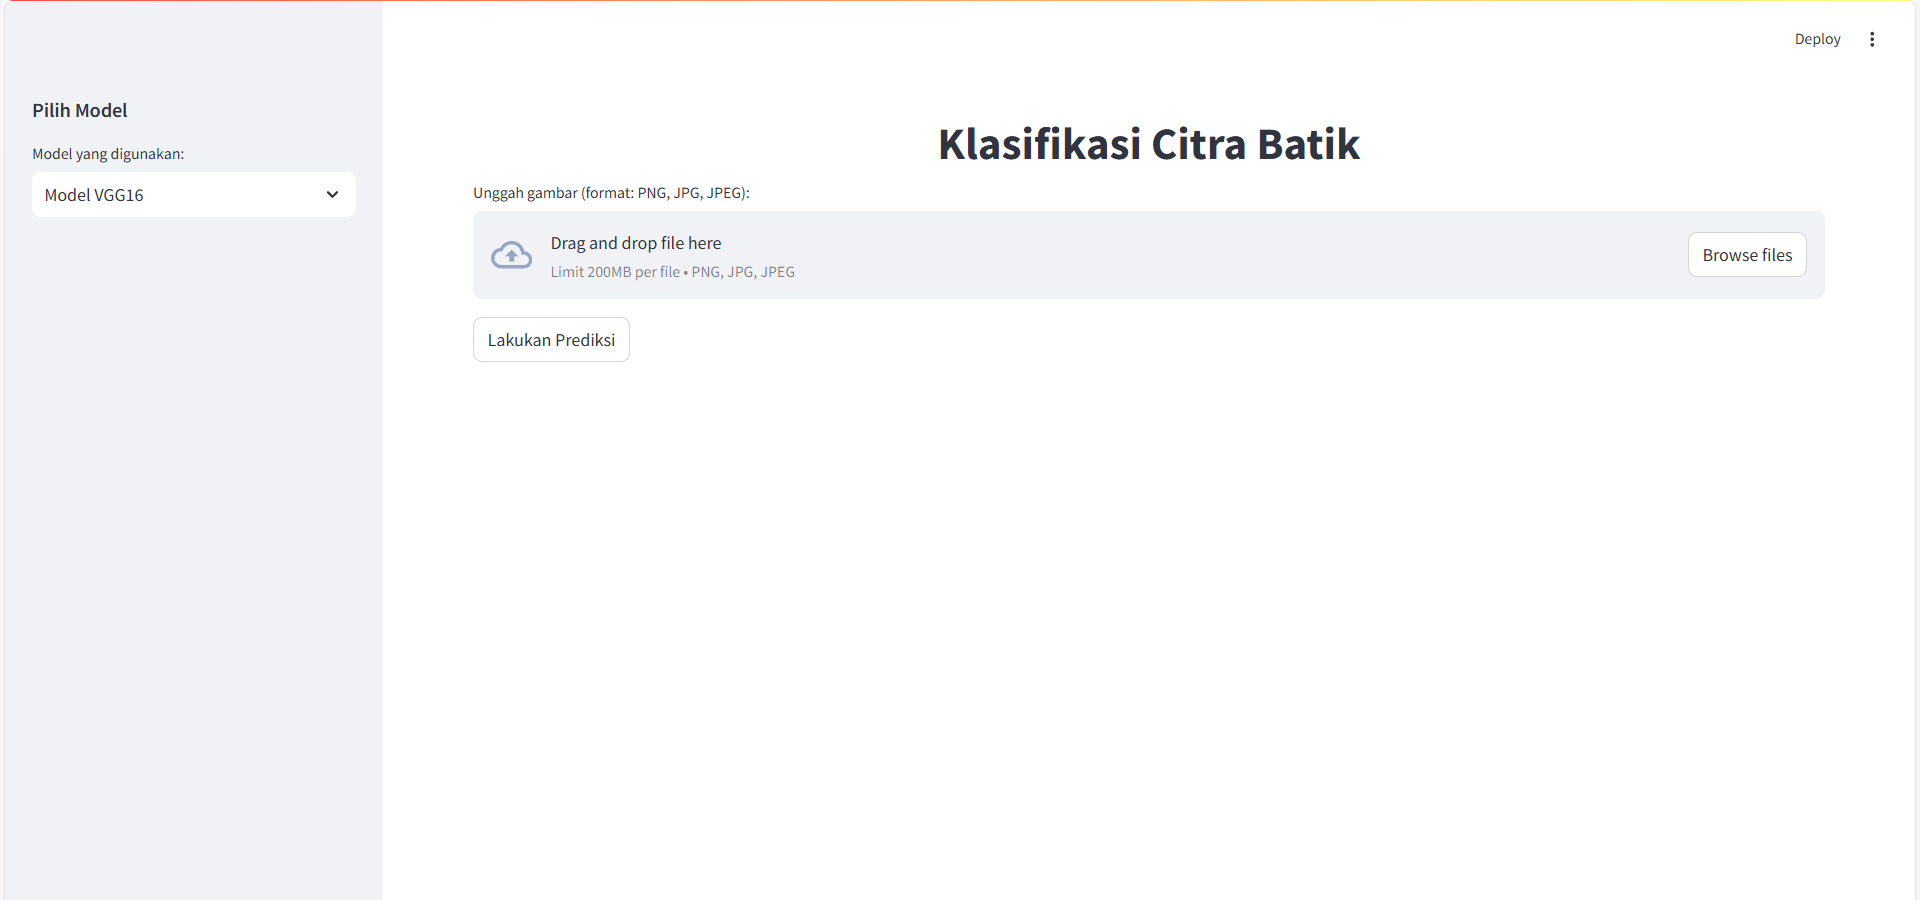 Deploy
Pilih Model
Model yang digunakan:
Model VGG16
Klasifikasi Citra Batik
Unggah gambar (format: PNG, JPG, JPEG):
Drag and drop file here
Limit 200MB per file • PNG, JPG, JPEG
Browse files
Lakukan Prediksi